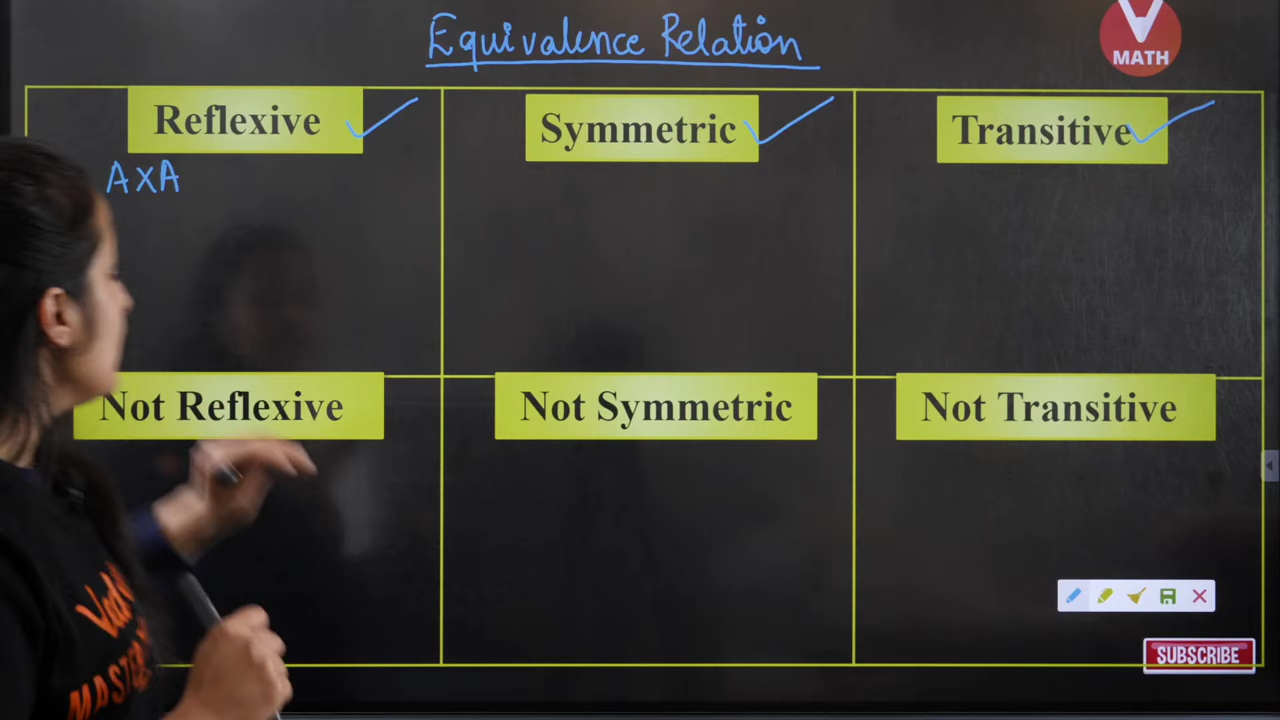 Equivalence Relation
V
MATH
Reflexive
Symmetric
Transitive
AXA
Not Reflexive
Not Symmetric
Not Transitive
SUBSCRIBE